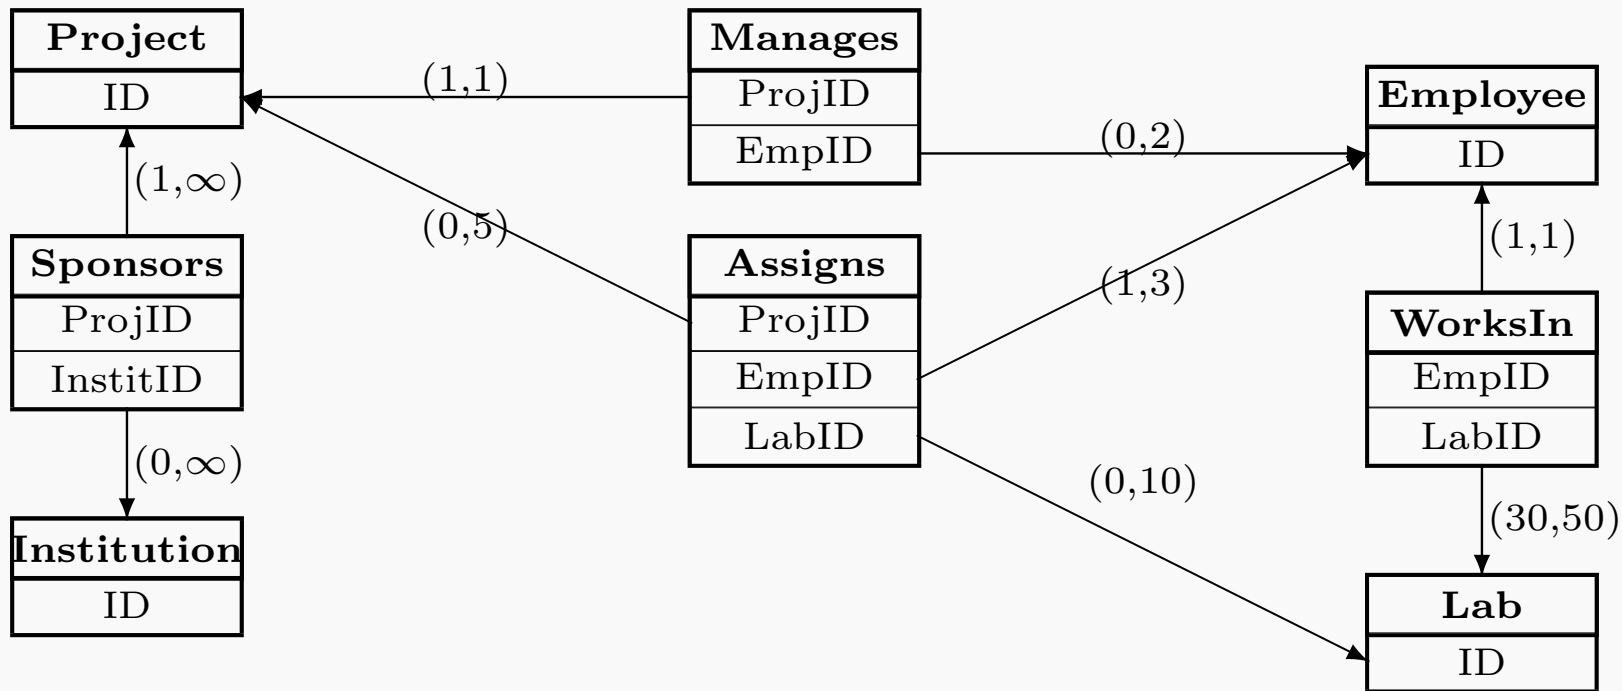 Project
ID
(1,∞)
Sponsors
ProjID
InstitID
(0,∞)
Institution
ID
(1,1)
(0,5)
Manages
ProjID
EmpID
Assigns
ProjID
EmpID
LabID
(0,2)
(1,3)
(0,10)
Employee
ID
(1,1)
WorksIn
EmpID
LabID
(30,50)
Lab
ID